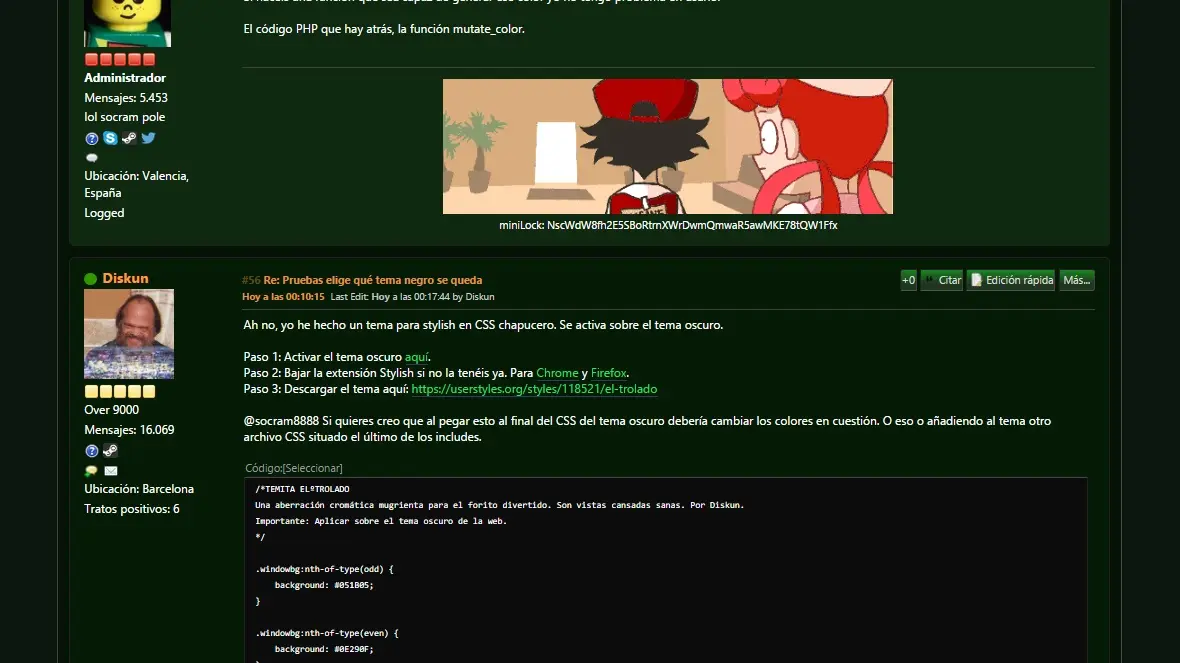 El código PHP que hay atrás, la función mutate_color.
Administrador
Mensajes: 5.453
lol socram pole
Ubicación: Valencia,
España
Logged
miniLock: NscWdW8fh2E5SBoRtrnXWrDwmQmwaR5awMKE78tQW1Ffx
Diskun
#56 Re: Pruebas elige qué tema negro se queda
+0 Citar Edición rápida Más...
Hoy a las 00:10:15 Last Edit: Hoy a las 00:17:44 by Diskun
Ah no, yo he hecho un tema para stylish en CSS chapucero. Se activa sobre el tema oscuro.
Paso 1: Activar el tema oscuro aquí.
Paso 2: Bajar la extensión Stylish si no la tenéis ya. Para Chrome y Firefox.
Paso 3: Descargar el tema aquí: https://userstyles.org/styles/118521/el-trolado
Over 9000
Mensajes: 16.069
Ubicación: Barcelona
Tratos positivos: 6
@socram8888 Si quieres creo que al pegar esto al final del CSS del tema oscuro debería cambiar los colores en cuestión. O eso o añadiendo al tema otro
archivo CSS situado el último de los includes.
Código:[Seleccionar]
/*TEMITA ELºTROLADO
Una aberración cromática mugrienta para el forito divertido. Son vistas cansadas sanas. Por Diskun.
Importante: Aplicar sobre el tema oscuro de la web.
*/
.windowbg:nth-of-type(odd) {
background: #051B05;
}
.windowbg:nth-of-type(even) {
background: #0E290F;